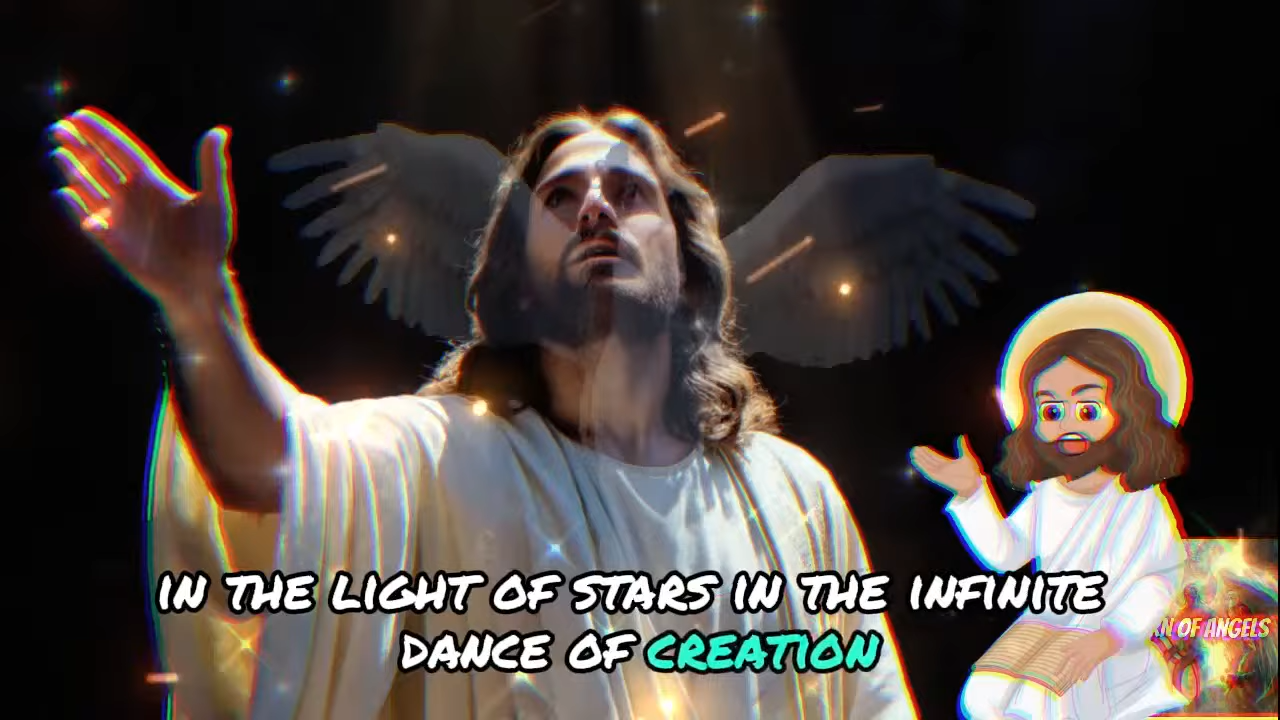 IN THE LIGHT OF STARS IN THE INFINITE
DANCE OF CREATION
OF ANGELS